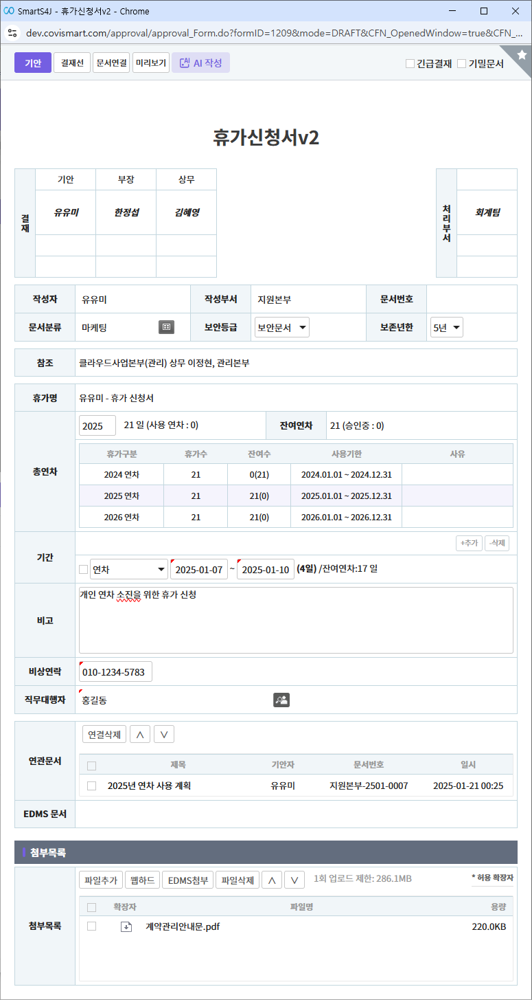 SmartS4J - 휴가신청서v2 - Chrome
dev.covismart.com/approval/approval_Form.do?formID=1209&mode=DRAFT&CFN_OpenedWindow=true&CFN_...
기안 결재선 문서연결 미리보기 AI 작성 긴급결재 기밀문서
휴가신청서v2
결재 기안 부장 상무 처리부서
유유미 한정섭 김혜영 회계팀
작성자 유유미 작성부서 지원본부 문서번호
문서분류 마케팅 보안등급 보안문서 보존년한 5년
참조 클라우드사업본부(관리) 상무 이정현, 관리본부
휴가명 유유미 - 휴가 신청서
총연차 2025 21 일 (사용 연차 : 0) 잔여연차 21 (승인중 : 0)
휴가구분 휴가수 잔여수 사용기한 사유
2024 연차 21 0(21) 2024.01.01 ~ 2024.12.31
2025 연차 21 21(0) 2025.01.01 ~ 2025.12.31
2026 연차 21 21(0) 2026.01.01 ~ 2026.12.31
기간 +추가 -삭제
연차 2025-01-07 ~ 2025-01-10 (4일) /잔여연차:17 일
비고 개인 연차 소진을 위한 휴가 신청
비상연락 010-1234-5783
직무대행자 홍길동
연관문서 연결삭제 ∧ ∨
제목 기안자 문서번호 일시
2025년 연차 사용 계획 유유미 지원본부-2501-0007 2025-01-21 00:25
EDMS 문서
첨부목록
첨부목록 파일추가 웹하드 EDMS첨부 파일삭제 ∧ ∨ 1회 업로드 제한: 286.1MB * 허용 확장자
확장자 파일명 용량
계약관리안내문.pdf 220.0KB